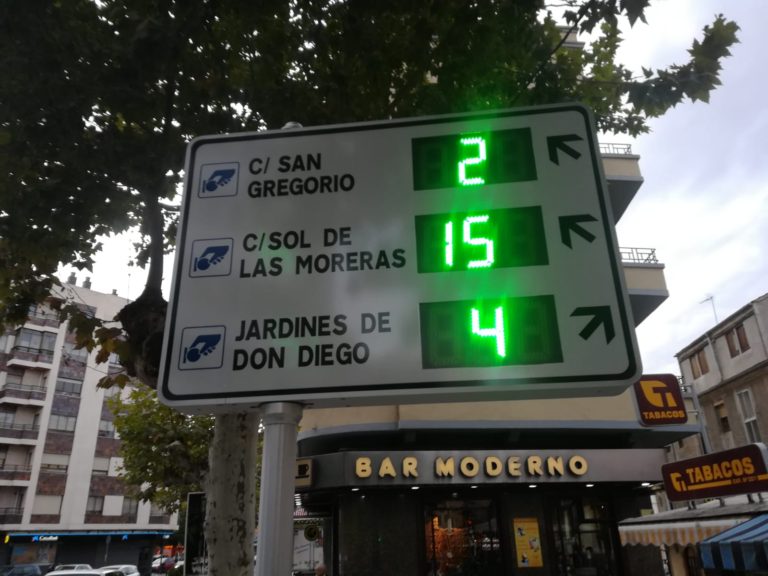 C/ SAN
GREGORIO
2
C/SOL DE
LAS MORERAS
15
JARDINES DE
DON DIEGO
4
TABACOS
BAR MODERNO
TABACOS